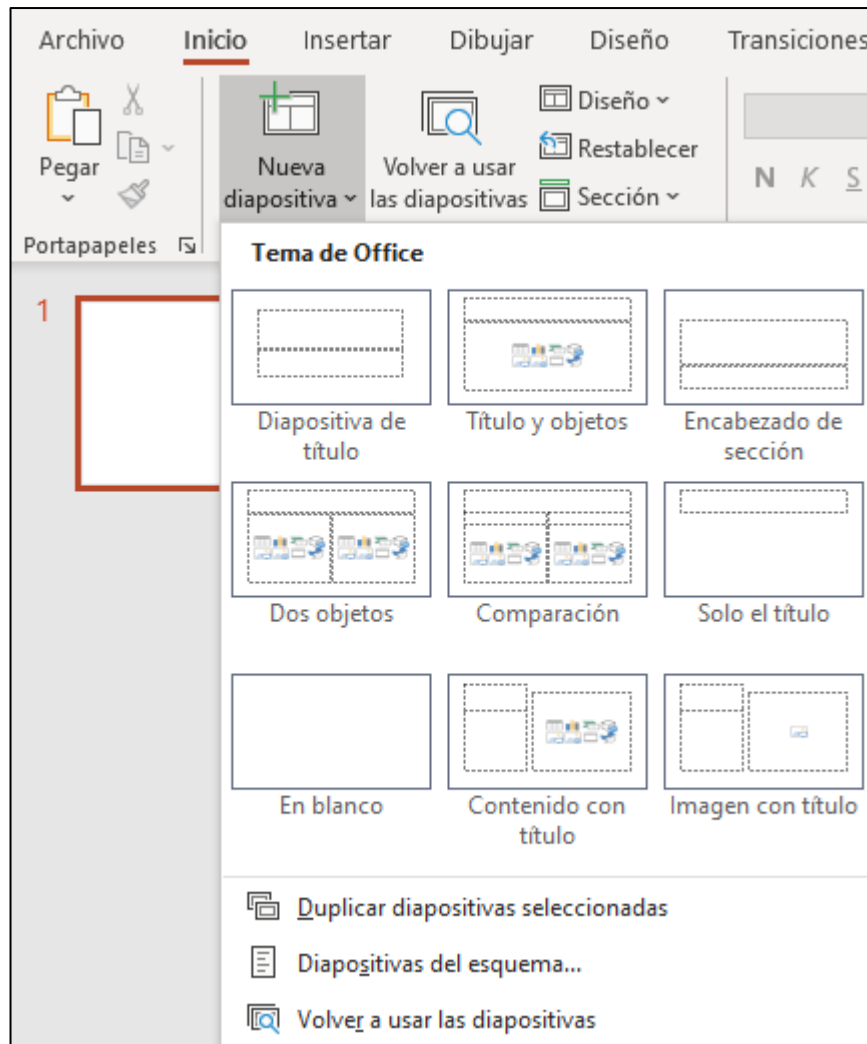 Archivo Inicio Insertar Dibujar Diseño Transiciones
Pegar
Nueva
diapositiva
Volver a usar
las diapositivas
Diseño
Restablecer
Sección
N K S
Portapapeles
Tema de Office
1
Diapositiva de
título
Título y objetos
Encabezado de
sección
Dos objetos
Comparación
Solo el título
En blanco
Contenido con
título
Imagen con título
Duplicar diapositivas seleccionadas
Diapositivas del esquema...
Volver a usar las diapositivas